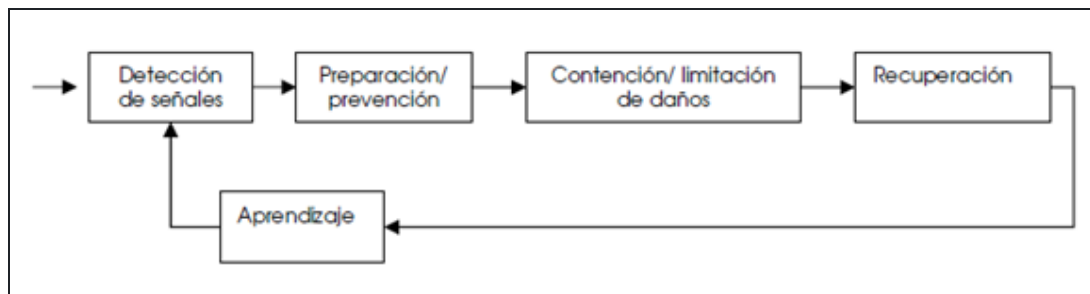 Detección
de señales
Preparación/
prevención
Contención/ limitación
de daños
Recuperación
Aprendizaje